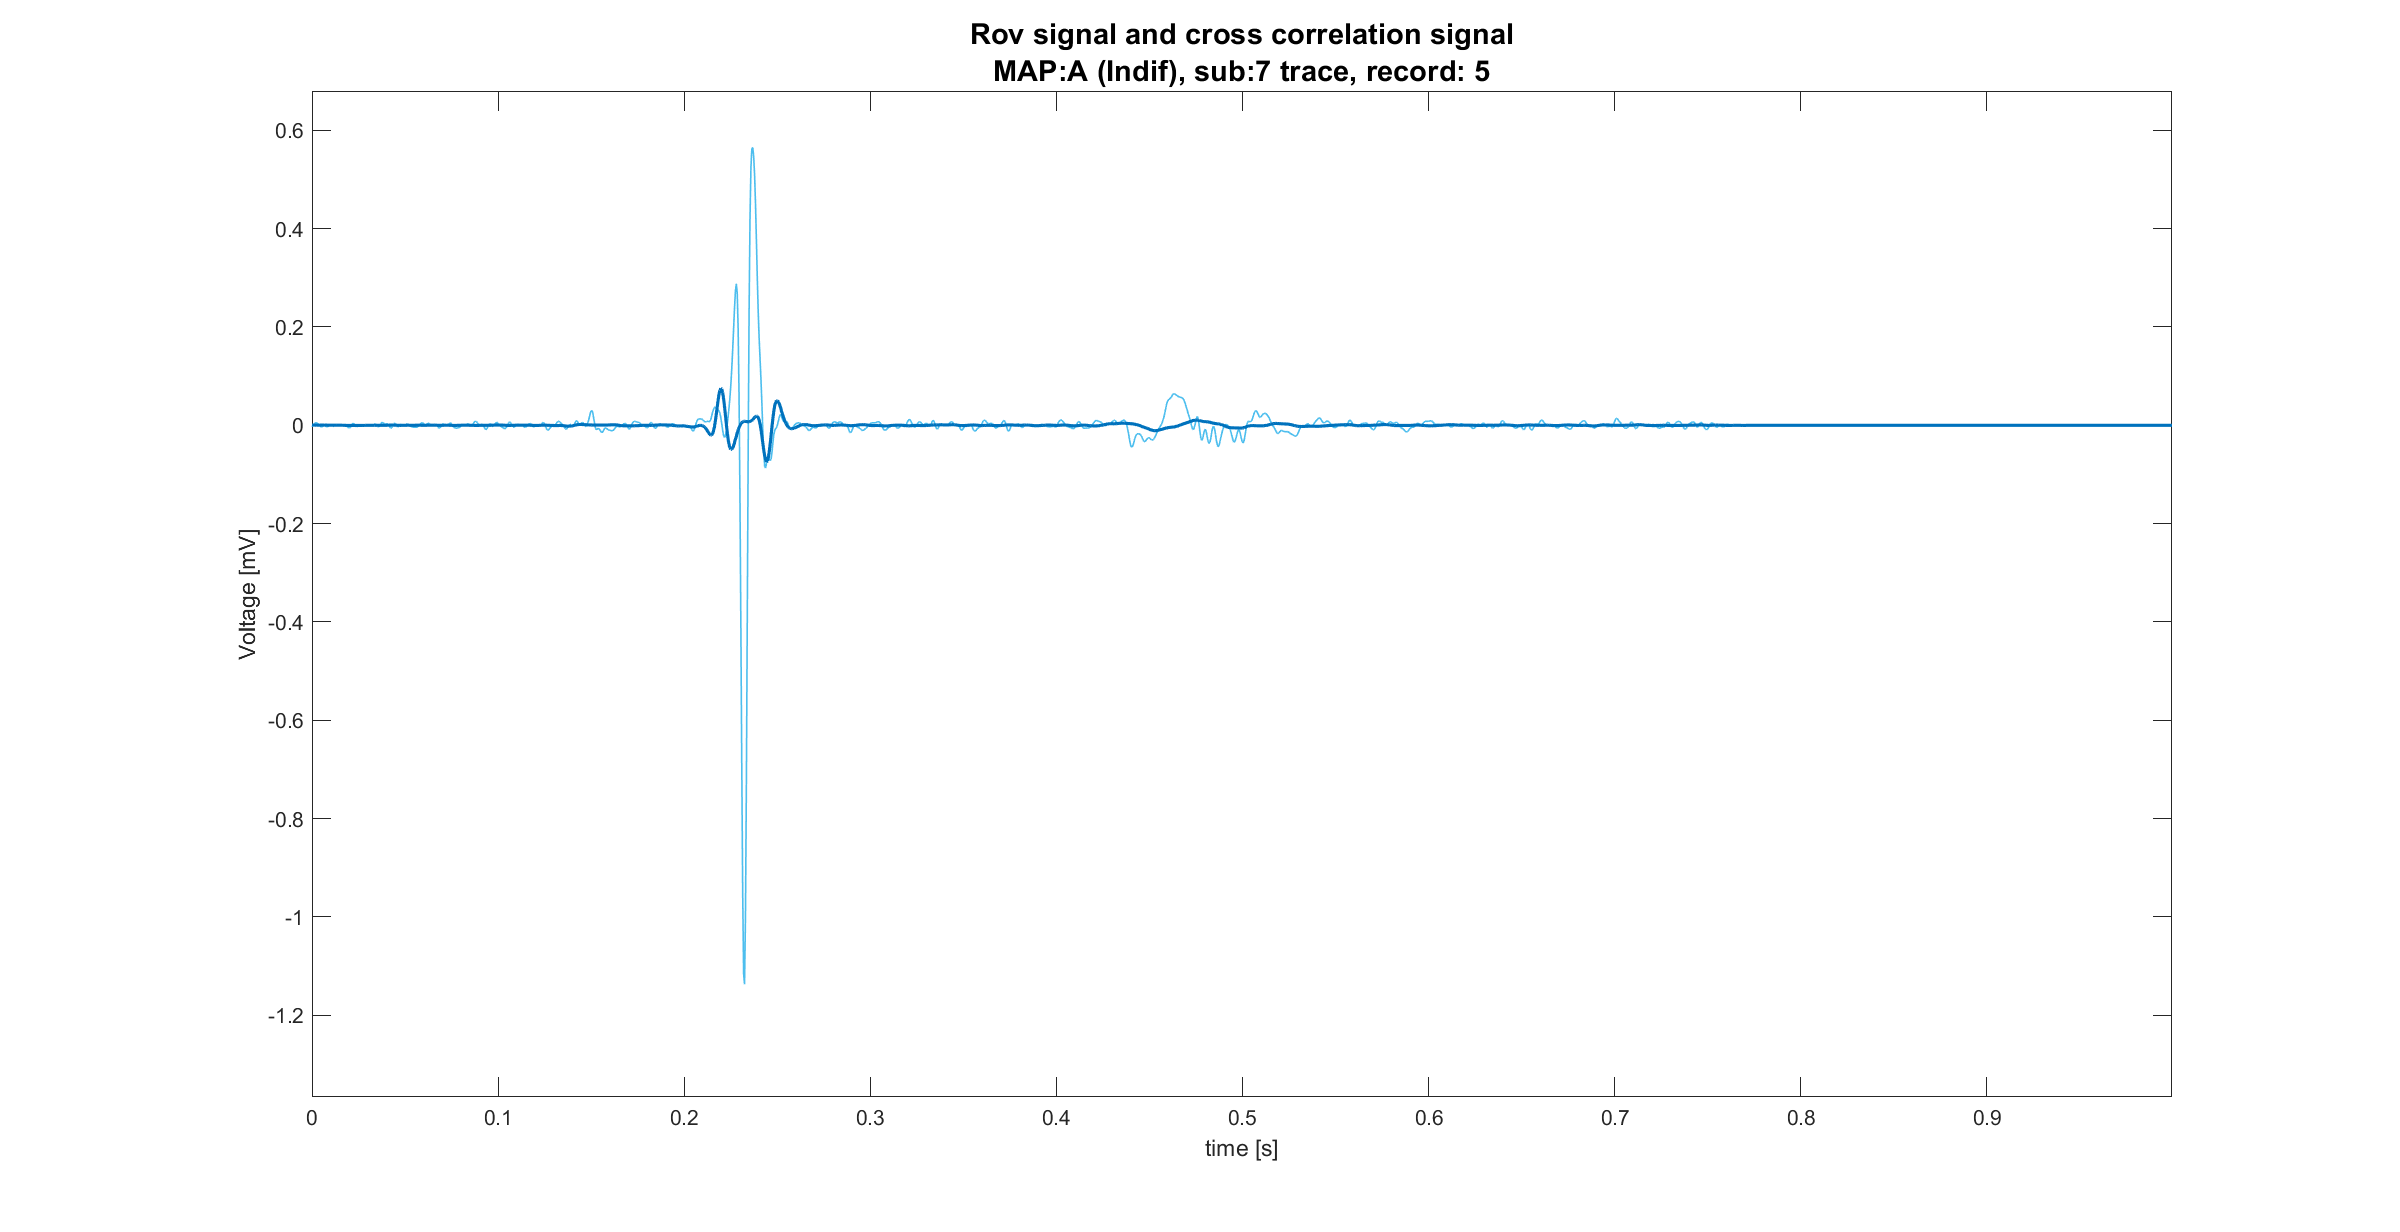 Rov signal and cross correlation signal
MAP:A (Indif), sub:7 trace, record: 5
0.6
0.4
0.2
0
-0.2
-0.4
-0.6
-0.8
-1
-1.2
Voltage [mV]
0 0.1 0.2 0.3 0.4 0.5 0.6 0.7 0.8 0.9
time [s]